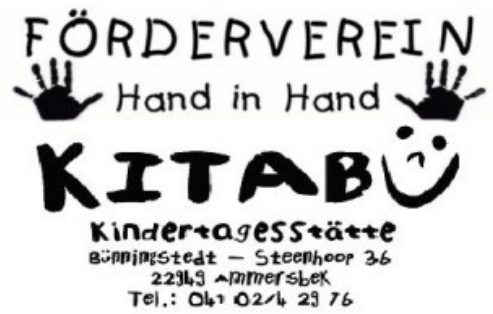 FÖRDERVEREIN
Hand in Hand
KITABÜ
Kindertagesstätte
Bünningstedt – Steenhoop 36
22949 Ammersbek
Tel.: 041 02/4 29 76